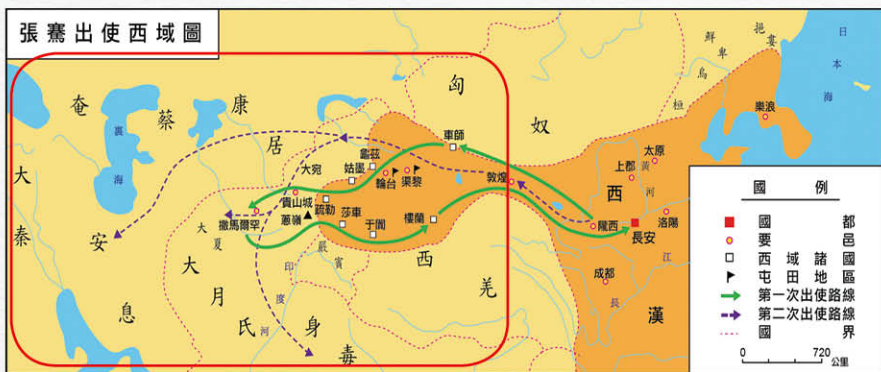 張騫出使西域圖
奄蔡
康居
匈奴
鮮卑
烏桓
挹婁
日本海
樂浪
大秦
裏海
大宛
龜茲
姑墨
輪台
渠黎
車師
敦煌
上郡
太原
黃河
西漢
貴山城
蔥嶺
疏勒
莎車
于闐
樓蘭
隴西
長安
洛陽
撒馬爾罕
大夏
安息
大月氏
罽賓
印度河
身毒
西羌
成都
長江
國例
國都
要邑
西域諸國
屯田地區
第一次出使路線
第二次出使路線
國界
0 720
公里